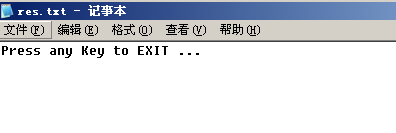 res.txt - 记事本
文件(F) 编辑(E) 格式(O) 查看(V) 帮助(H)
Press any Key to EXIT ...